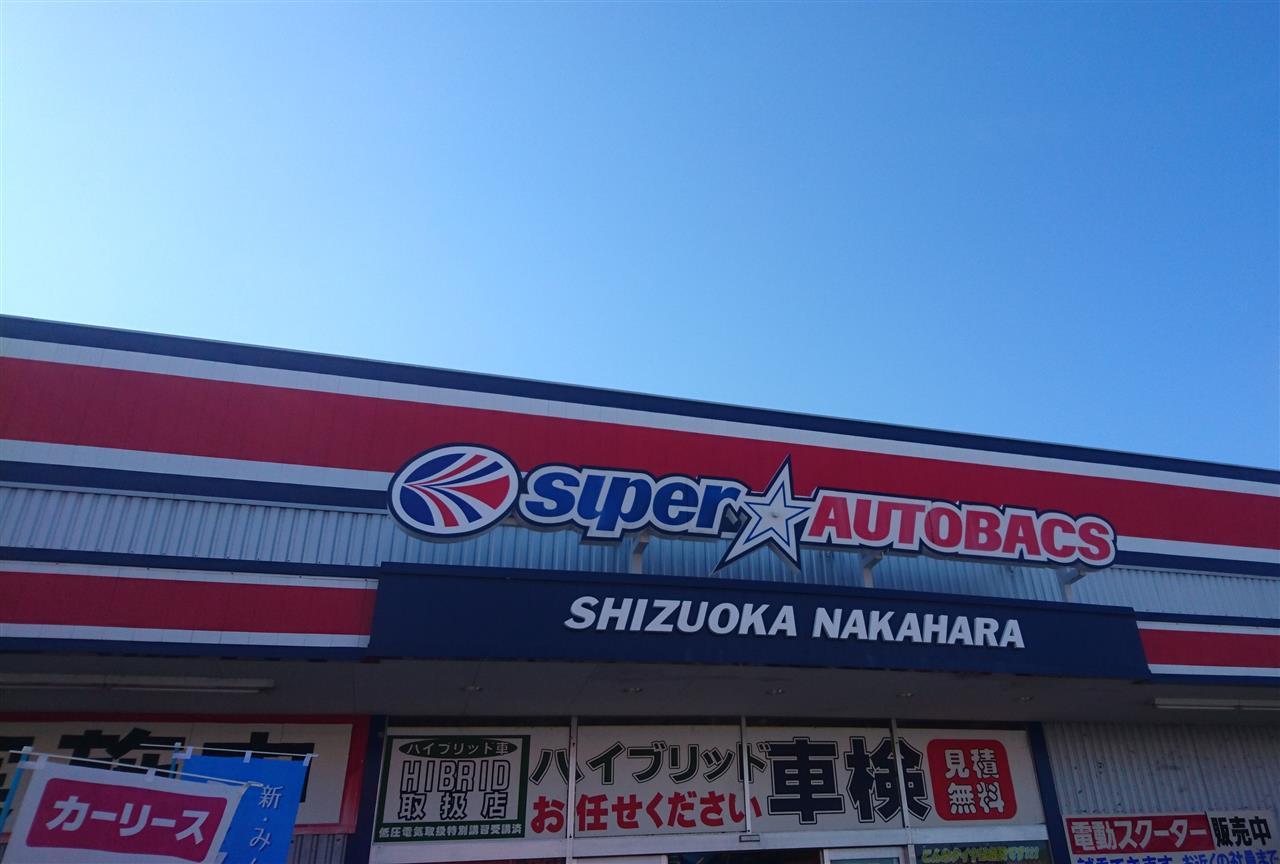 super AUTOBACS
SHIZUOKA NAKAHARA
ハイブリッド車
HIBRID
取扱店
低圧電気取扱特別講習受講済
ハイブリッド車検
お任せください
見積
無料
カーリース
新・み
電動スクーター 販売中